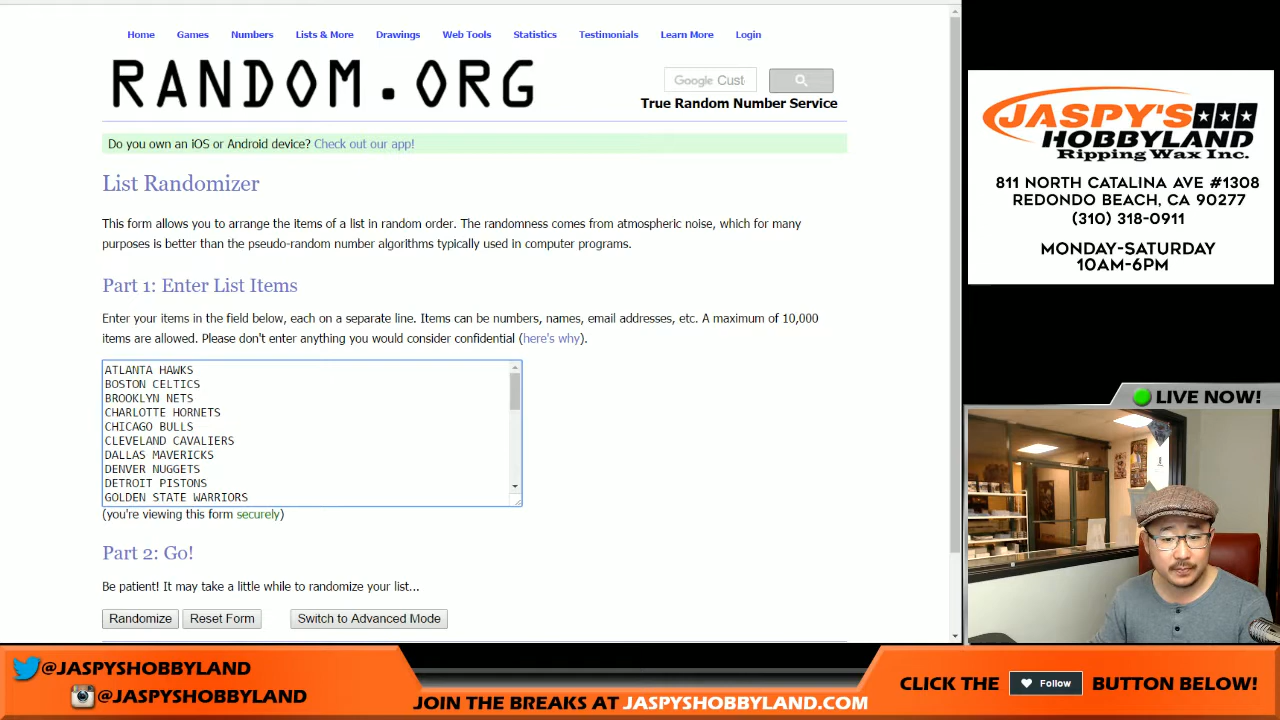 Home Games Numbers Lists & More Drawings Web Tools Statistics Testimonials Learn More Login
RANDOM.ORG
Google Cust
True Random Number Service
Do you own an iOS or Android device? Check out our app!
List Randomizer
This form allows you to arrange the items of a list in random order. The randomness comes from atmospheric noise, which for many
purposes is better than the pseudo-random number algorithms typically used in computer programs.
Part 1: Enter List Items
Enter your items in the field below, each on a separate line. Items can be numbers, names, email addresses, etc. A maximum of 10,000
items are allowed. Please don't enter anything you would consider confidential (here's why).
ATLANTA HAWKS
BOSTON CELTICS
BROOKLYN NETS
CHARLOTTE HORNETS
CHICAGO BULLS
CLEVELAND CAVALIERS
DALLAS MAVERICKS
DENVER NUGGETS
DETROIT PISTONS
GOLDEN STATE WARRIORS
(you're viewing this form securely)
Part 2: Go!
Be patient! It may take a little while to randomize your list...
Randomize Reset Form Switch to Advanced Mode
JASPY'S
HOBBYLAND
Ripping Wax Inc.
811 NORTH CATALINA AVE #1308
REDONDO BEACH, CA 90277
(310) 318-0911
MONDAY-SATURDAY
10AM-6PM
LIVE NOW!
@JASPYSHOBBYLAND
@JASPYSHOBBYLAND
JOIN THE BREAKS AT JASPYSHOBBYLAND.COM
CLICK THE Follow BUTTON BELOW!